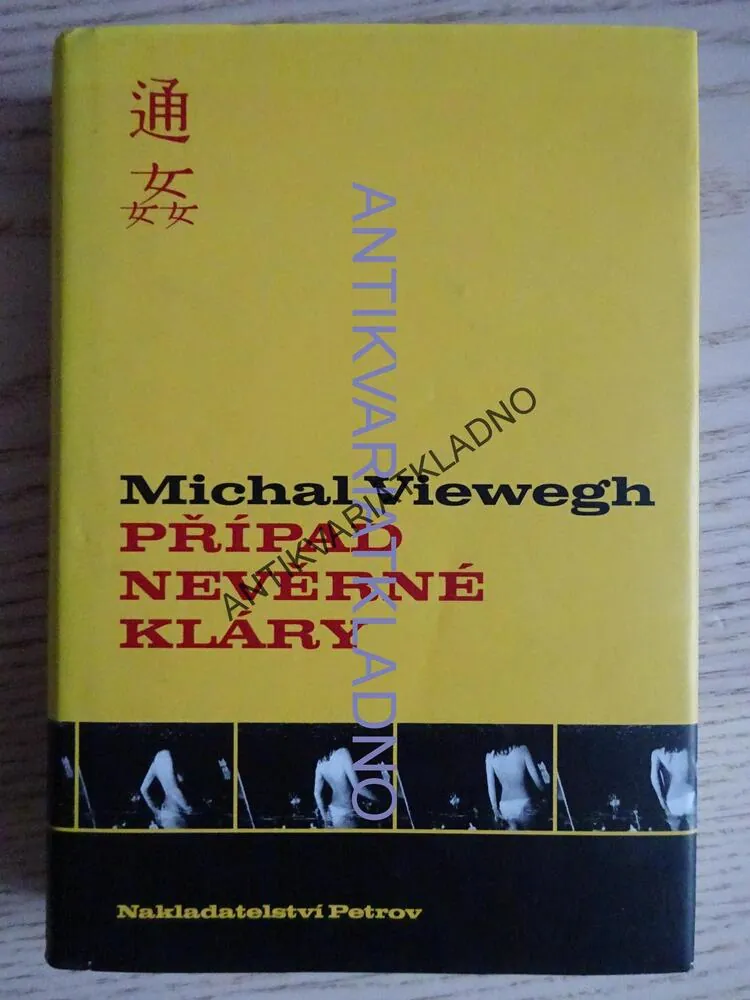 通
姦
Michal Viewegh
PŘÍPAD
NEVĚRNÉ
KLÁRY
Nakladatelství Petrov
ANTIKVARIATKLADNO
ANTIKVARIATKLADNO